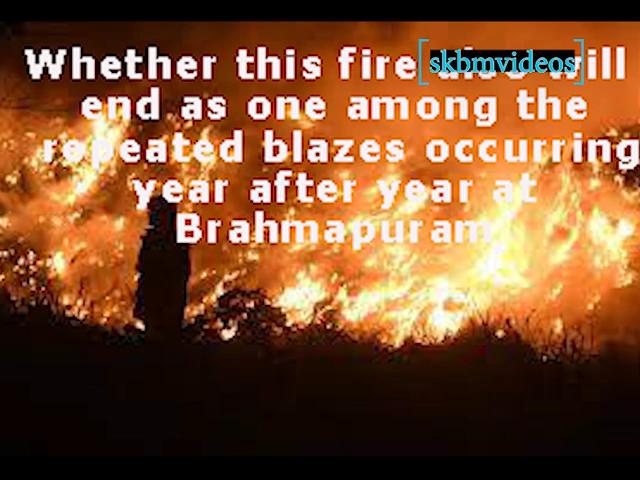 Whether this fire will
skbmvideos
end as one among the
repeated blazes occurring
year after year at
Brahmapuram